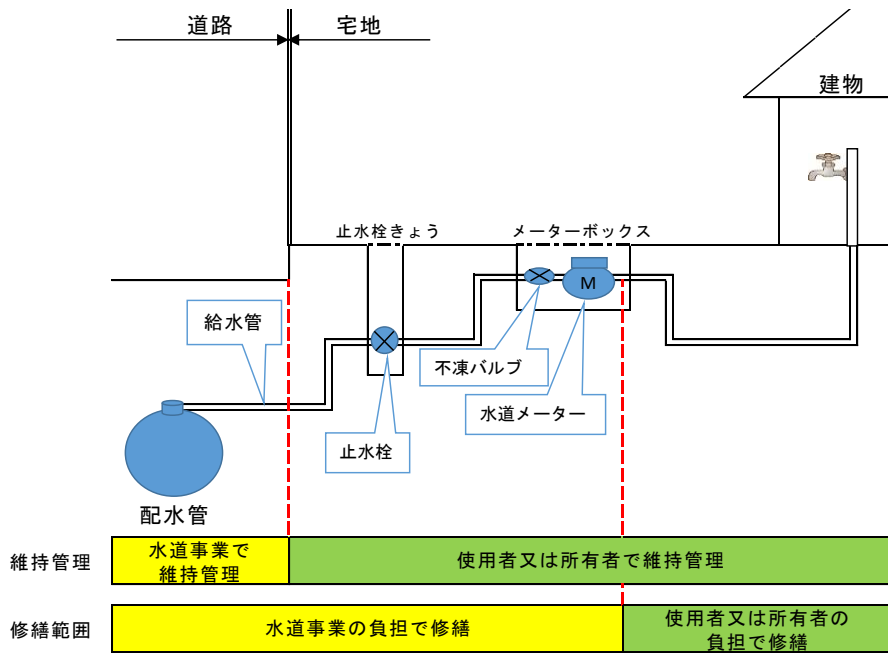 道路
宅地
建物
止水栓きょう
メーターボックス
M
給水管
不凍バルブ
水道メーター
止水栓
配水管
維持管理
水道事業で
維持管理
使用者又は所有者で維持管理
修繕範囲
水道事業の負担で修繕
使用者又は所有者の
負担で修繕